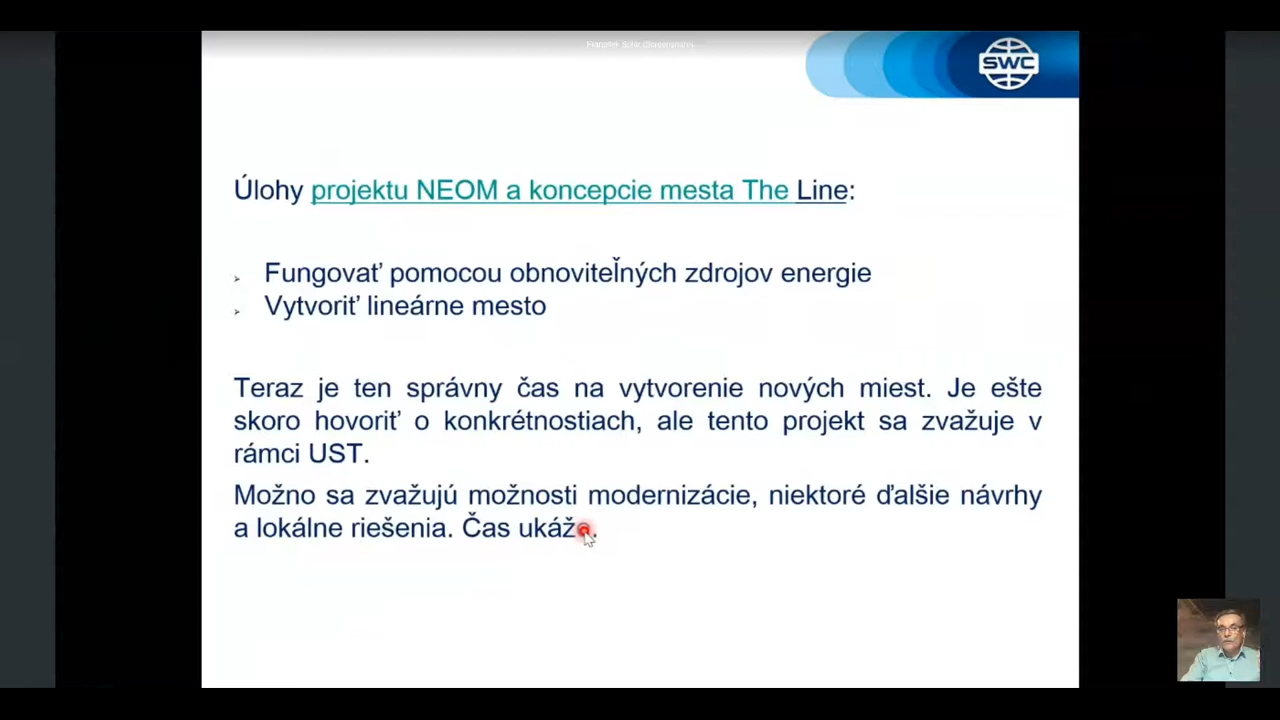 SWC
Úlohy projektu NEOM a koncepcie mesta The Line:
Fungovať pomocou obnoviteľných zdrojov energie
Vytvoriť lineárne mesto
Teraz je ten správny čas na vytvorenie nových miest. Je ešte
skoro hovoriť o konkrétnostiach, ale tento projekt sa zvažuje v
rámci UST.
Možno sa zvažujú možnosti modernizácie, niektoré ďalšie návrhy
a lokálne riešenia. Čas ukáže.